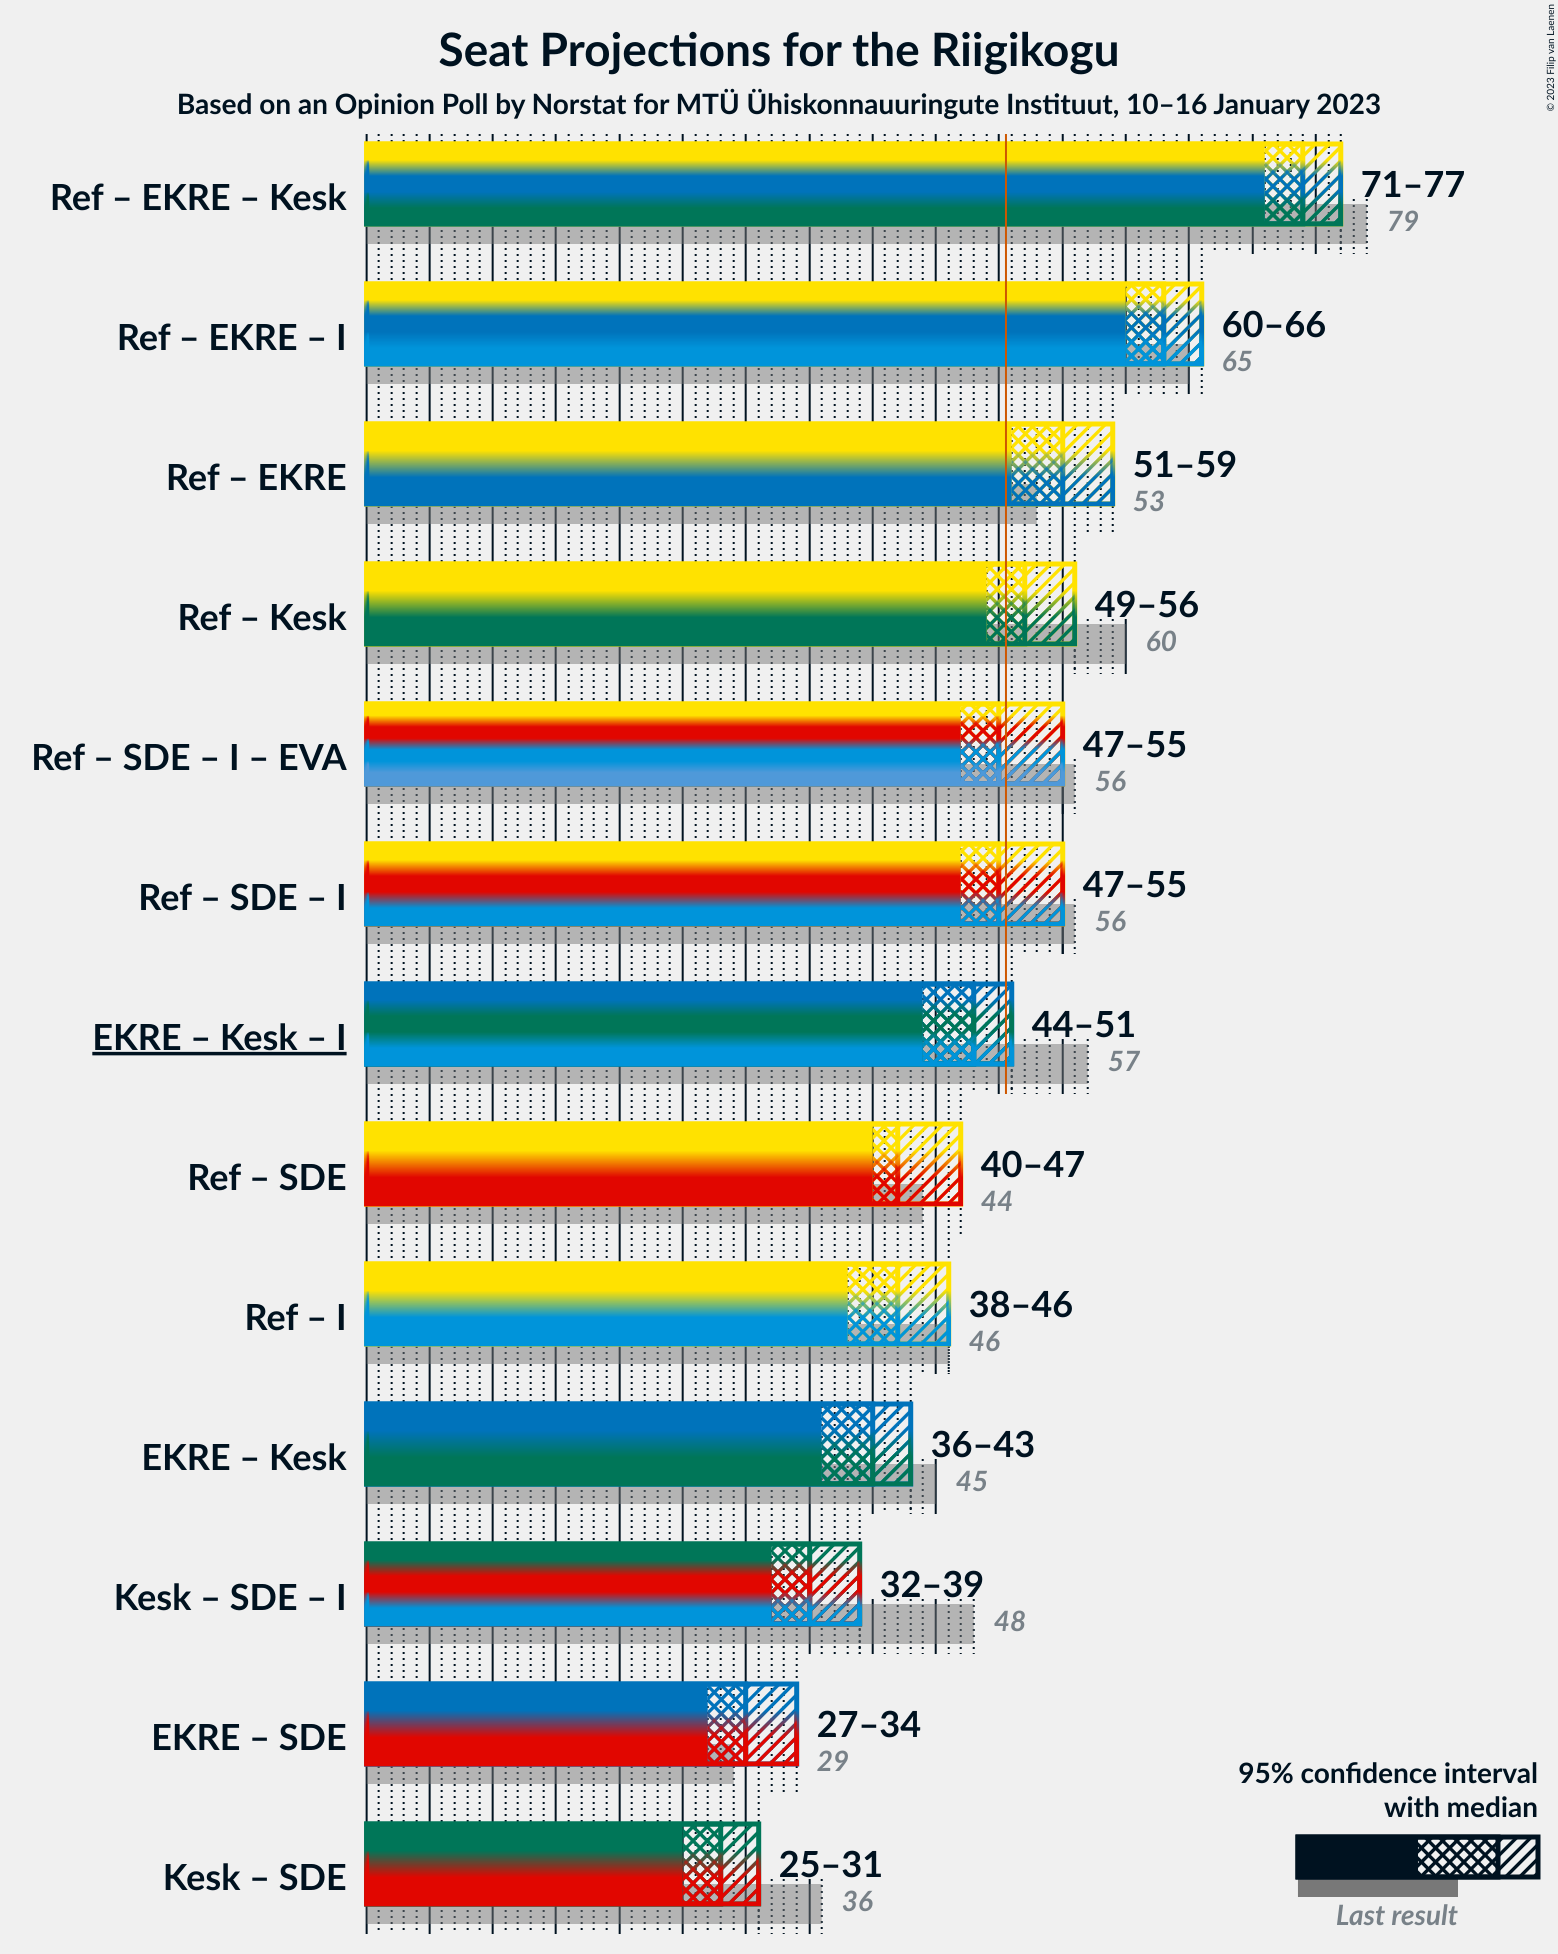 Seat Projections for the Riigikogu
Based on an Opinion Poll by Norstat for MTÜ Ühiskonnauuringute Instituut, 10–16 January 2023
© 2023 Filip van Laenen
Ref – EKRE – Kesk
71–77
79
Ref – EKRE – I
60–66
65
Ref – EKRE
51–59
53
Ref – Kesk
49–56
60
Ref – SDE – I – EVA
47–55
56
Ref – SDE – I
47–55
56
EKRE – Kesk – I
44–51
57
Ref – SDE
40–47
44
Ref – I
38–46
46
EKRE – Kesk
36–43
45
Kesk – SDE – I
32–39
48
EKRE – SDE
27–34
29
Kesk – SDE
25–31
36
95% confidence interval
with median
Last result